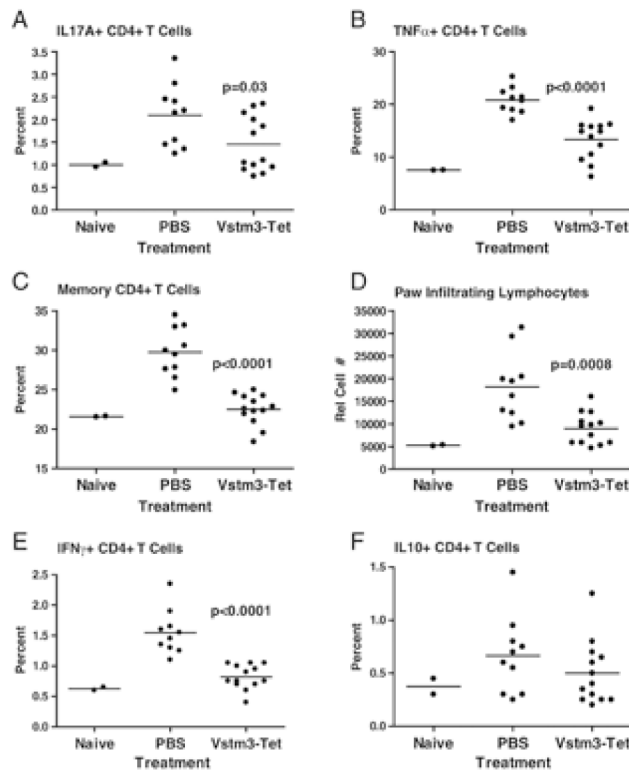 A
IL17A+ CD4+ T Cells
3.5
3.0
2.5
2.0
1.5
1.0
0.5
0.0
Percent
p=0.03
Naive PBS Vstm3-Tet
Treatment
B
TNFα+ CD4+ T Cells
30
20
10
0
Percent
p<0.0001
Naive PBS Vstm3-Tet
Treatment
C
Memory CD4+ T Cells
35
30
25
20
15
Percent
p<0.0001
Naive PBS Vstm3-Tet
Treatment
D
Paw Infiltrating Lymphocytes
35000
30000
25000
20000
15000
10000
5000
0
Rel Cell #
p=0.0008
Naive PBS Vstm3-Tet
Treatment
E
IFNγ+ CD4+ T Cells
2.5
2.0
1.5
1.0
0.5
0.0
Percent
p<0.0001
Naive PBS Vstm3-Tet
Treatment
F
IL10+ CD4+ T Cells
1.5
1.0
0.5
0.0
Percent
Naive PBS Vstm3-Tet
Treatment